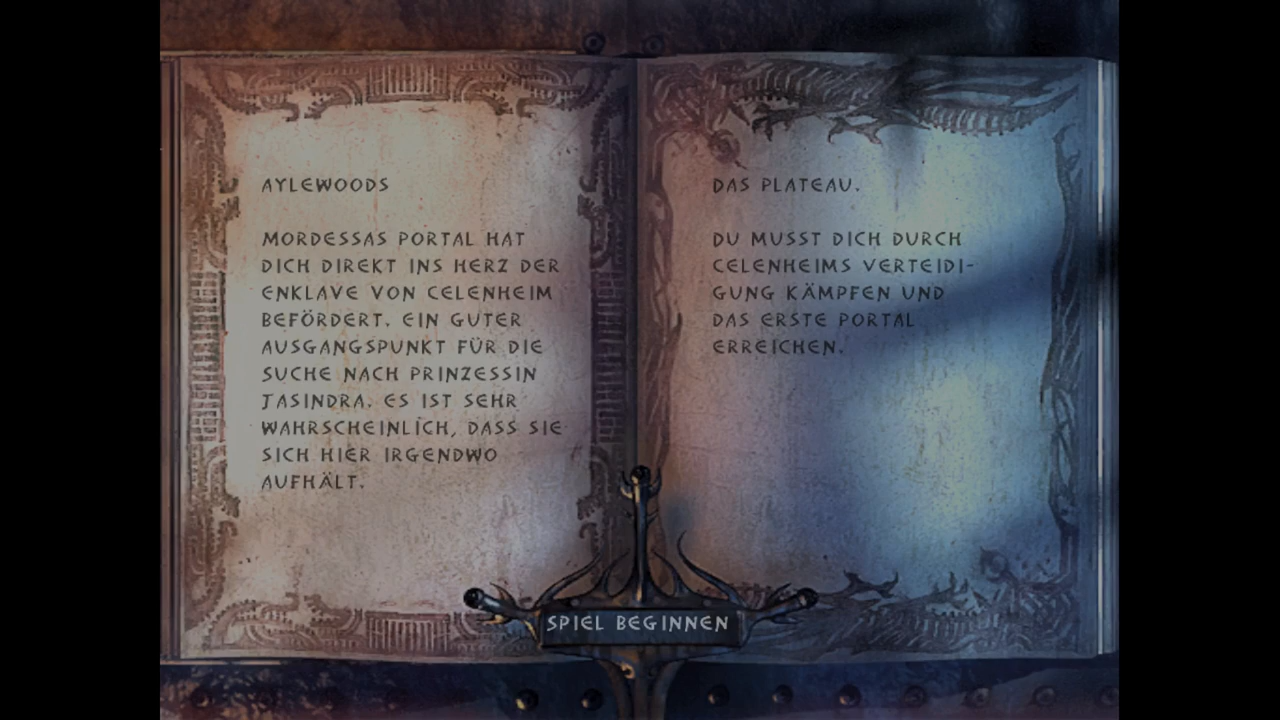 AYLEWOODS
MORDESSAS PORTAL HAT
DICH DIREKT INS HERZ DER
ENKLAVE VON CELENHEIM
BEFÖRDERT. EIN GUTER
AUSGANGSPUNKT FÜR DIE
SUCHE NACH PRINZESSIN
JASINDRA. ES IST SEHR
WAHRSCHEINLICH, DASS SIE
SICH HIER IRGENDWO
AUFHÄLT.
DAS PLATEAU.
DU MUSST DICH DURCH
CELENHEIMS VERTEIDI-
GUNG KÄMPFEN UND
DAS ERSTE PORTAL
ERREICHEN.
SPIEL BEGINNEN